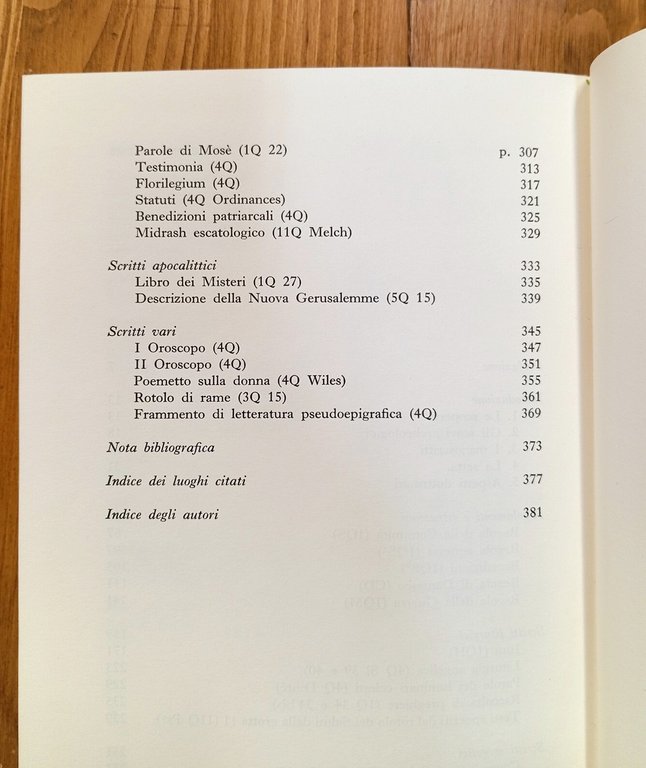 Parole di Mosè (1Q 22) p. 307
Testimonia (4Q) 313
Florilegium (4Q) 317
Statuti (4Q Ordinances) 321
Benedizioni patriarcali (4Q) 325
Midrash escatologico (11Q Melch) 329
Scritti apocalittici 333
Libro dei Misteri (1Q 27) 335
Descrizione della Nuova Gerusalemme (5Q 15) 339
Scritti vari 345
I Oroscopo (4Q) 347
II Oroscopo (4Q) 351
Poemetto sulla donna (4Q Wiles) 355
Rotolo di rame (3Q 15) 361
Frammento di letteratura pseudoepigrafica (4Q) 369
Nota bibliografica 373
Indice dei luoghi citati 377
Indice degli autori 381